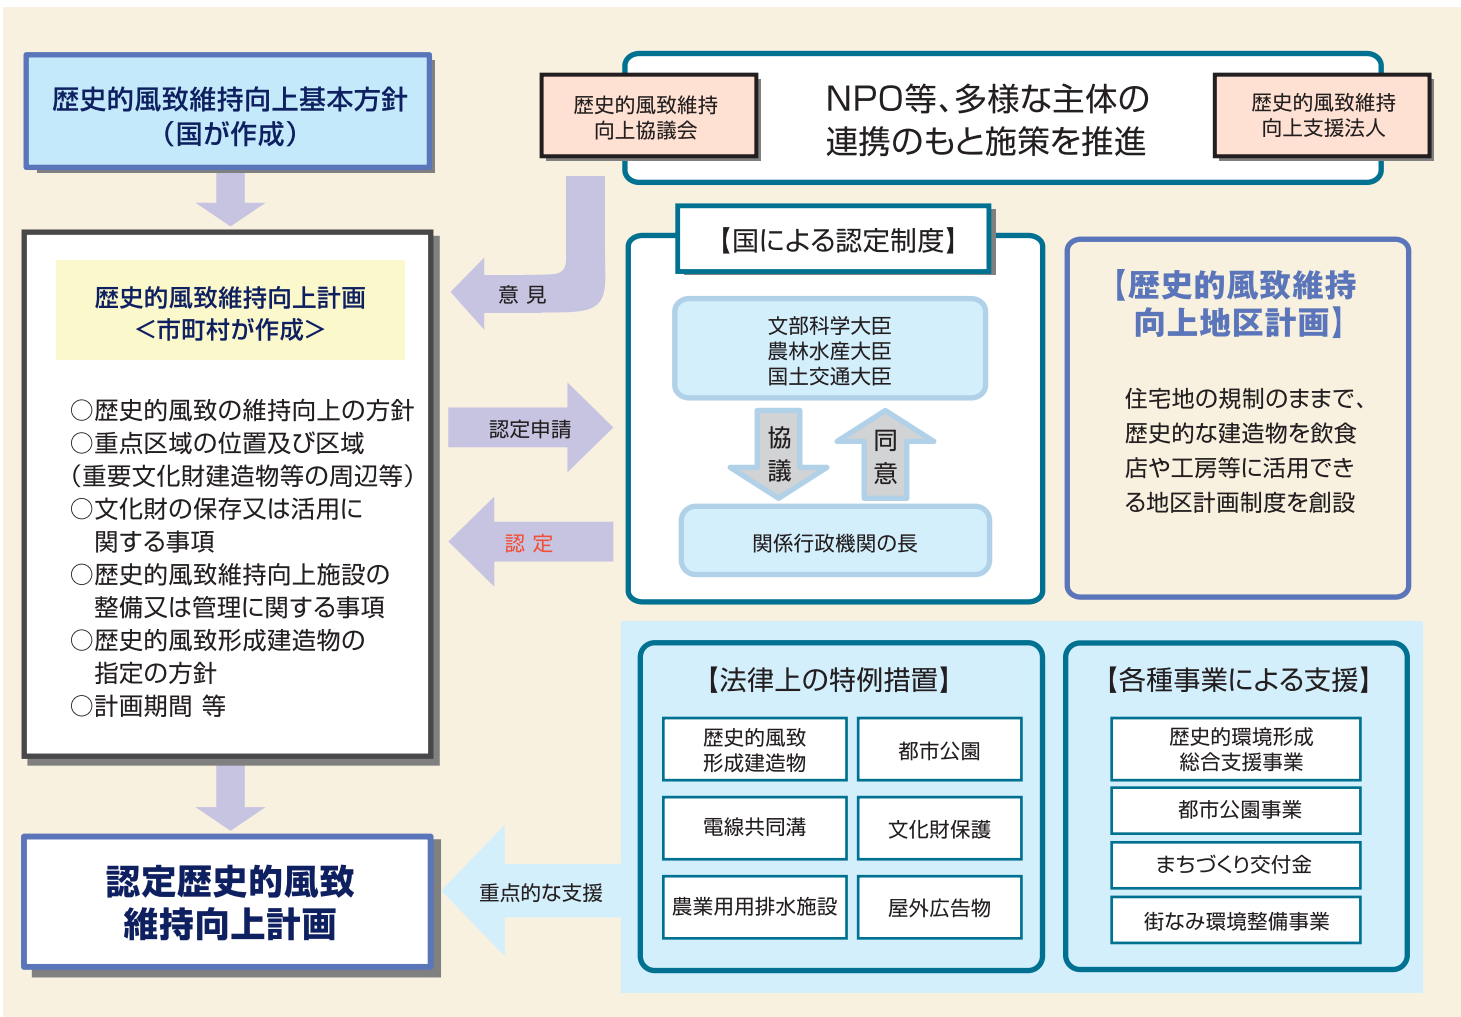 歴史的風致維持向上基本方針
（国が作成）
歴史的風致維持
向上協議会
NPO等、多様な主体の
連携のもと施策を推進
歴史的風致維持
向上支援法人
歴史的風致維持向上計画
＜市町村が作成＞
○歴史的風致の維持向上の方針
○重点区域の位置及び区域
（重要文化財建造物等の周辺等）
○文化財の保存又は活用に
関する事項
○歴史的風致維持向上施設の
整備又は管理に関する事項
○歴史的風致形成建造物の
指定の方針
○計画期間 等
意 見
認定申請
認 定
【国による認定制度】
文部科学大臣
農林水産大臣
国土交通大臣
協議
同意
関係行政機関の長
【歴史的風致維持
向上地区計画】
住宅地の規制のままで、
歴史的な建造物を飲食
店や工房等に活用でき
る地区計画制度を創設
認定歴史的風致
維持向上計画
重点的な支援
【法律上の特例措置】
歴史的風致
形成建造物
都市公園
電線共同溝
文化財保護
農業用用排水施設
屋外広告物
【各種事業による支援】
歴史的環境形成
総合支援事業
都市公園事業
まちづくり交付金
街なみ環境整備事業